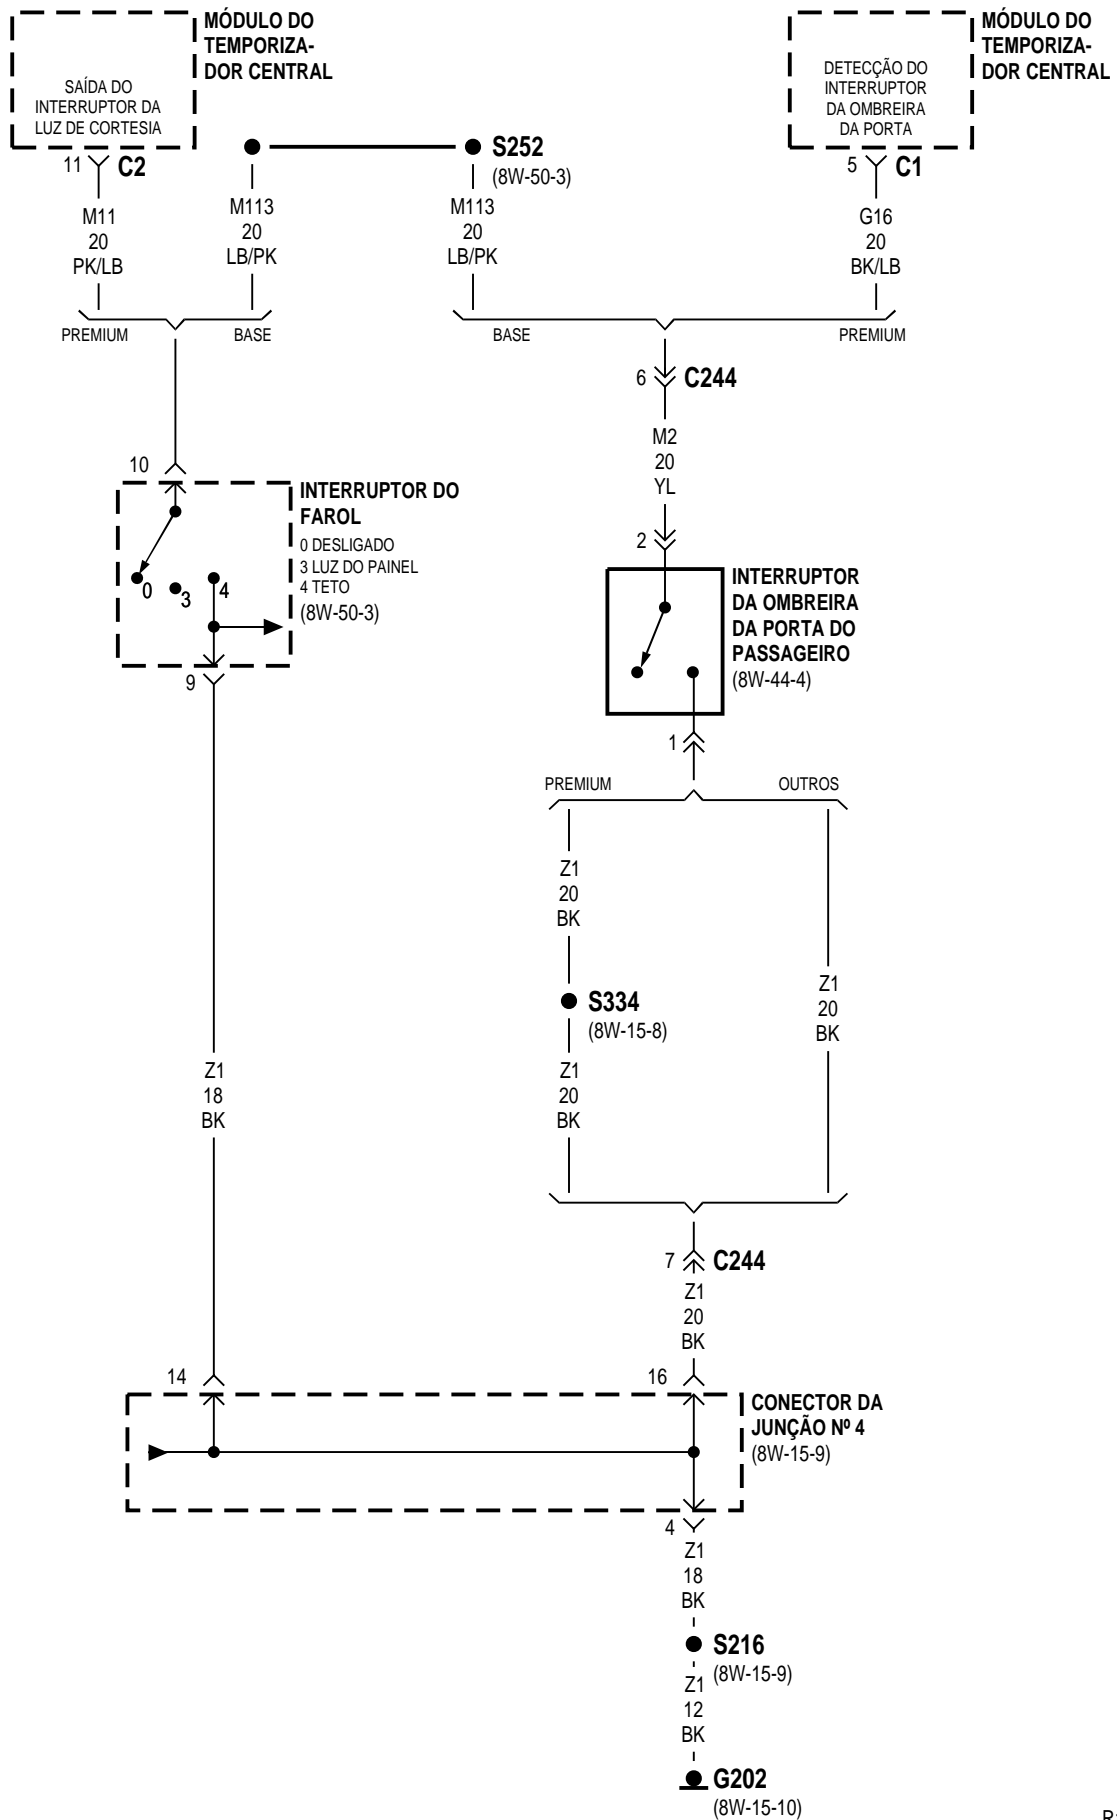 MÓDULO DO
TEMPORIZA-
DOR CENTRAL
SAÍDA DO
INTERRUPTOR DA
LUZ DE CORTESIA
11
C2
M11
20
PK/LB
M113
20
LB/PK
S252
(8W-50-3)
M113
20
LB/PK
MÓDULO DO
TEMPORIZA-
DOR CENTRAL
DETECÇÃO DO
INTERRUPTOR
DA OMBREIRA
DA PORTA
5
C1
G16
20
BK/LB
PREMIUM
BASE
BASE
PREMIUM
6
C244
M2
20
YL
10
INTERRUPTOR DO
FAROL
0 DESLIGADO
3 LUZ DO PAINEL
4 TETO
(8W-50-3)
0
3
4
9
2
INTERRUPTOR
DA OMBREIRA
DA PORTA DO
PASSAGEIRO
(8W-44-4)
1
PREMIUM
OUTROS
Z1
20
BK
S334
(8W-15-8)
Z1
20
BK
Z1
20
BK
Z1
18
BK
7
C244
Z1
20
BK
14
16
CONECTOR DA
JUNÇÃO Nº 4
(8W-15-9)
4
Z1
18
BK
S216
(8W-15-9)
Z1
12
BK
G202
(8W-15-10)